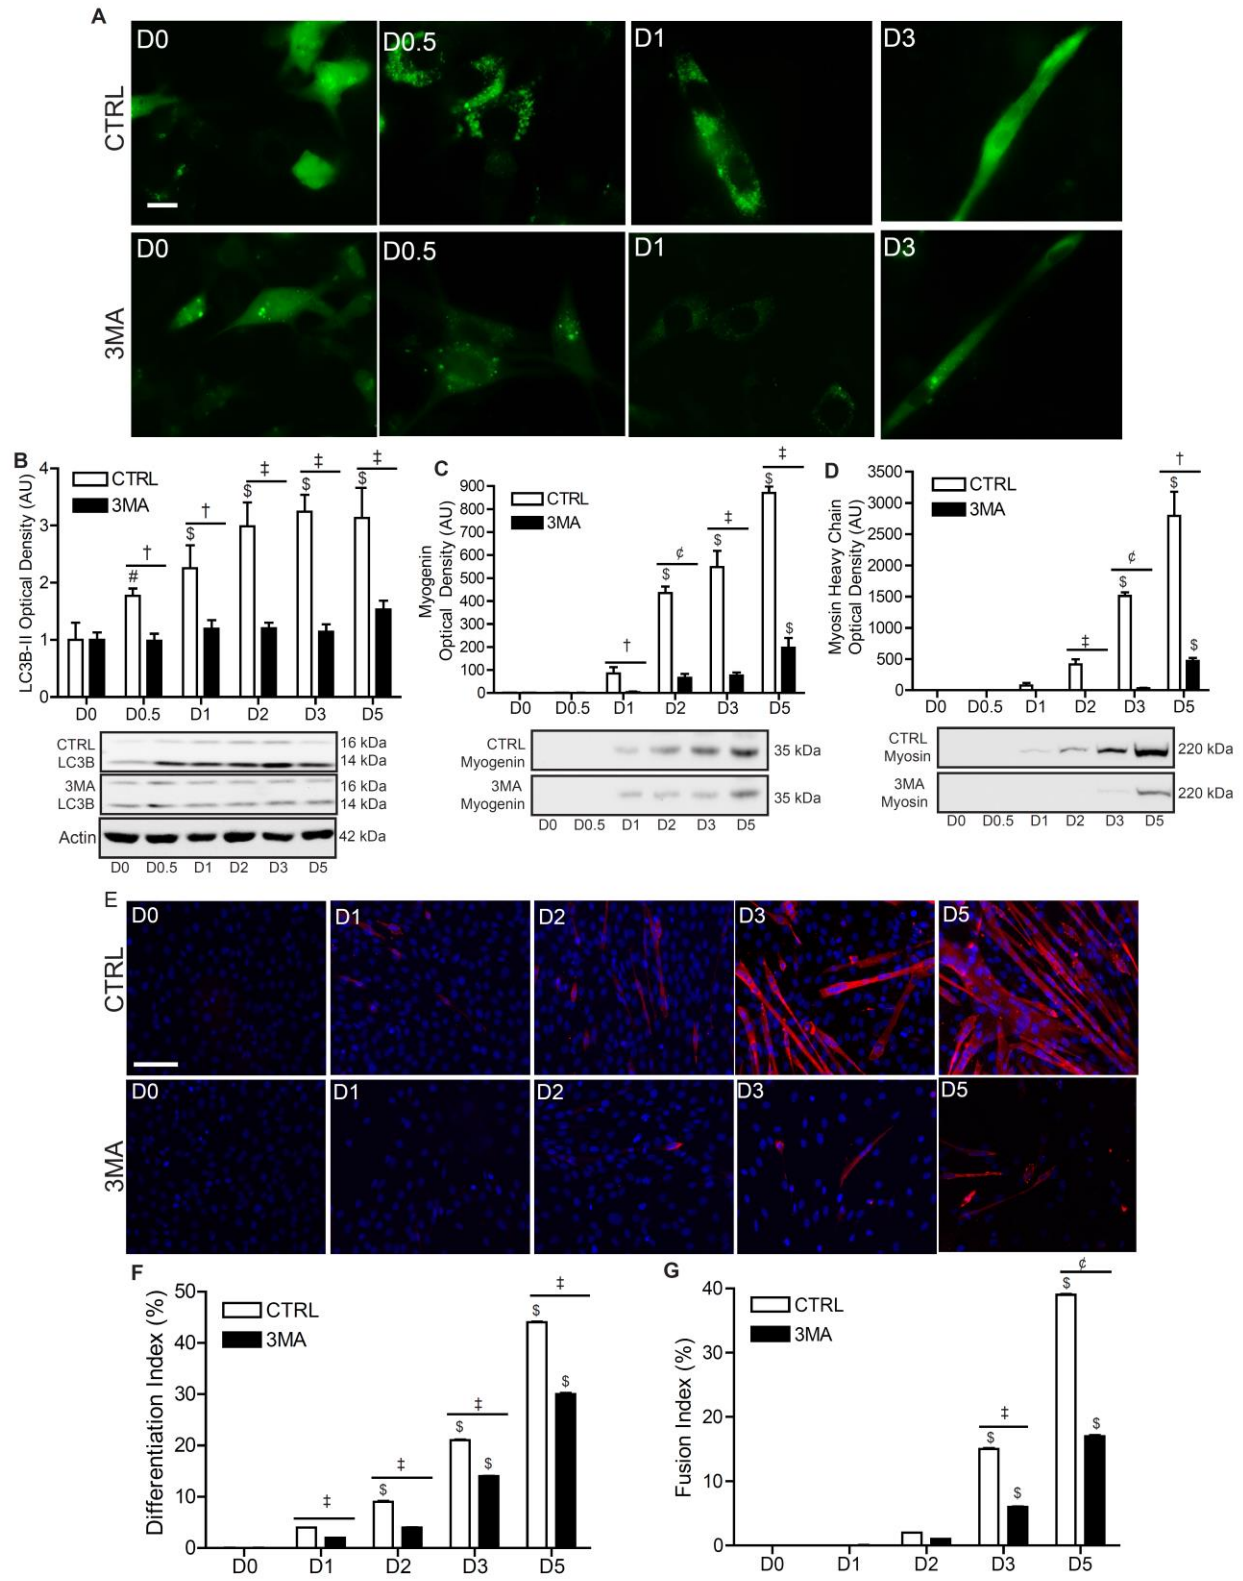 A
D0
D0.5
D1
D3
CTRL
D0
D0.5
D1
D3
3MA
B
LC3B-II Optical Density (AU)
4
3
2
1
0
CTRL
3MA
#
†
$
†
$
‡
$
‡
$
‡
D0
D0.5
D1
D2
D3
D5
CTRL
LC3B
16 kDa
14 kDa
3MA
LC3B
16 kDa
14 kDa
Actin
42 kDa
D0
D0.5
D1
D2
D3
D5
C
Myogenin
Optical Density (AU)
900
800
700
600
500
400
300
200
100
0
CTRL
3MA
†
$
¢
$
‡
$
‡
$
D0
D0.5
D1
D2
D3
D5
CTRL
Myogenin
35 kDa
3MA
Myogenin
35 kDa
D0
D0.5
D1
D2
D3
D5
D
Myosin Heavy Chain
Optical Density (AU)
3500
3000
2500
2000
1500
1000
500
0
CTRL
3MA
‡
$
¢
$
†
$
D0
D0.5
D1
D2
D3
D5
CTRL
Myosin
220 kDa
3MA
Myosin
220 kDa
D0
D0.5
D1
D2
D3
D5
E
D0
D1
D2
D3
D5
CTRL
D0
D1
D2
D3
D5
3MA
F
Differentiation Index (%)
50
40
30
20
10
0
CTRL
3MA
‡
$
‡
$
$
‡
$
$
‡
D0
D1
D2
D3
D5
G
Fusion Index (%)
40
30
20
10
0
CTRL
3MA
$
$
‡
$
$
¢
D0
D1
D2
D3
D5